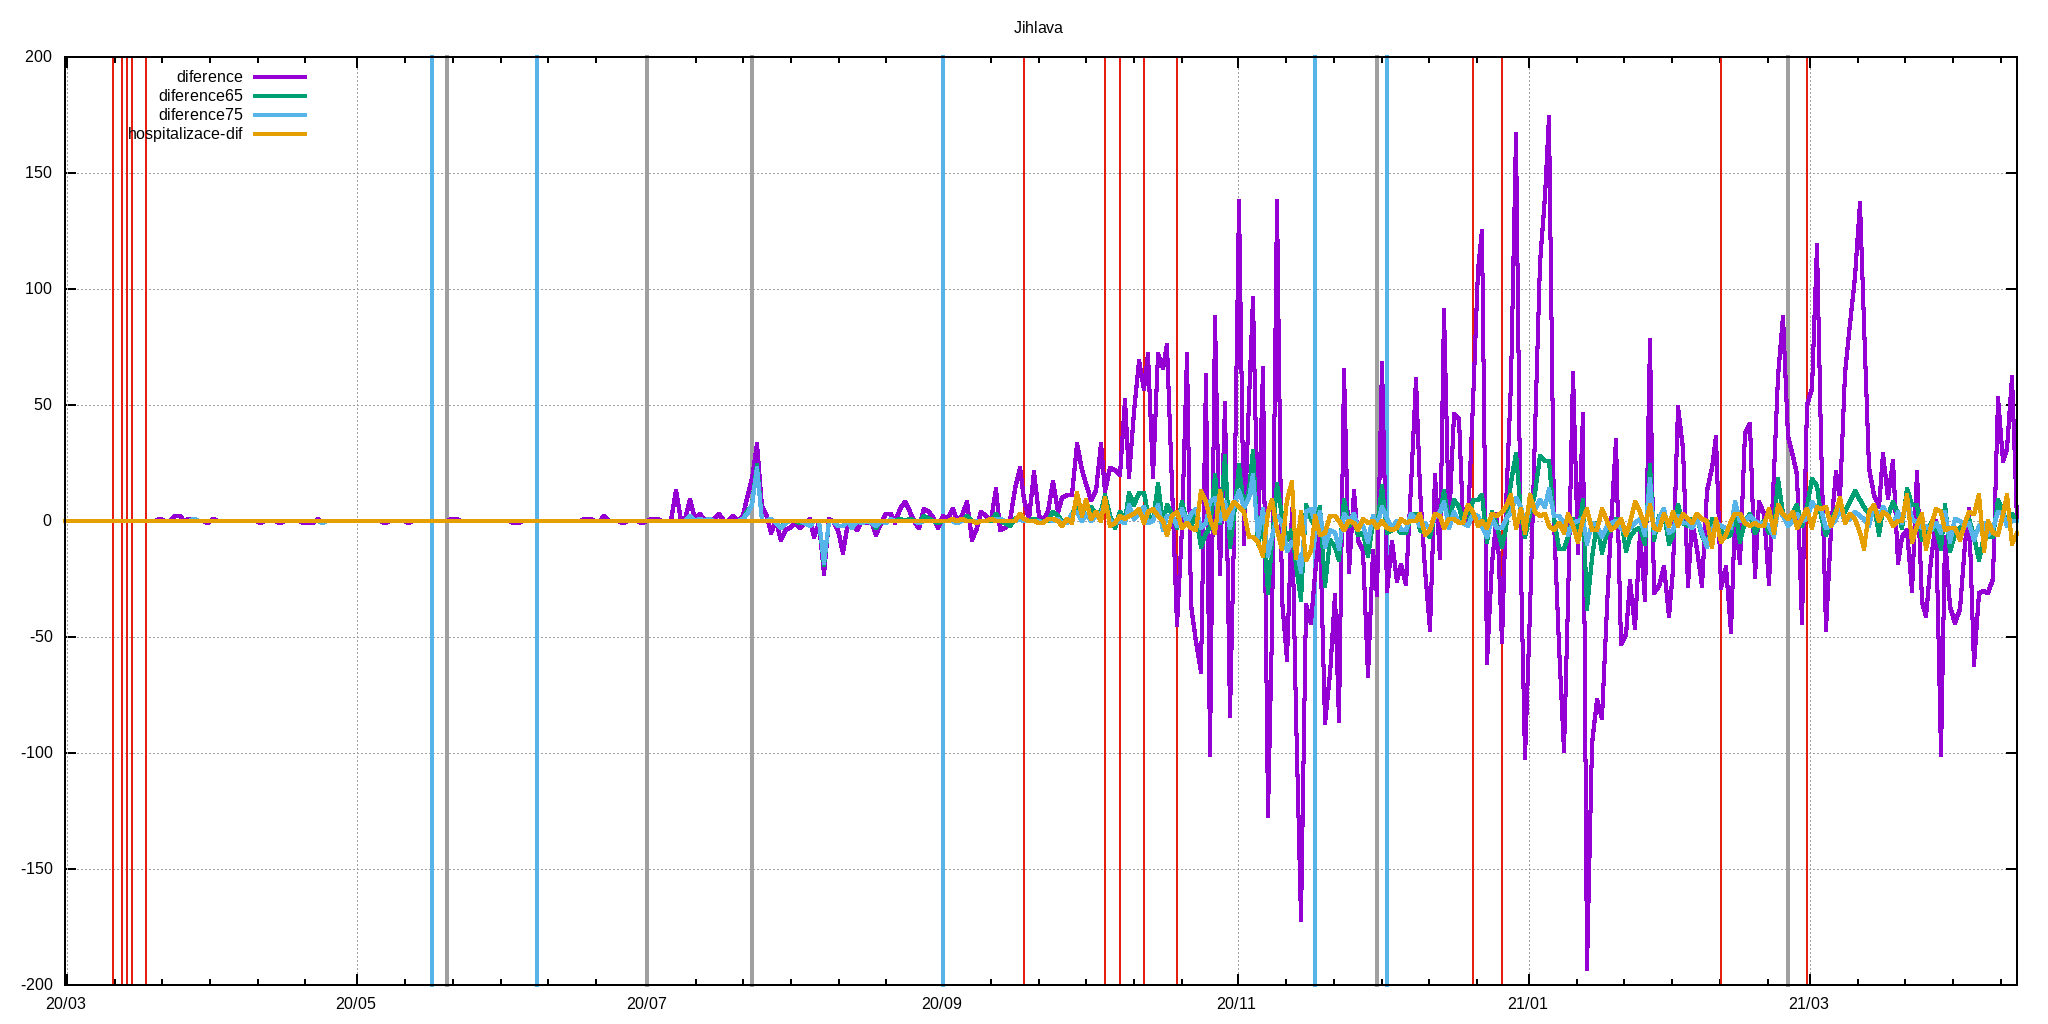 Jihlava
diference
diference65
diference75
hospitalizace-dif
200
150
100
50
0
-50
-100
-150
-200
20/03 20/05 20/07 20/09 20/11 21/01 21/03